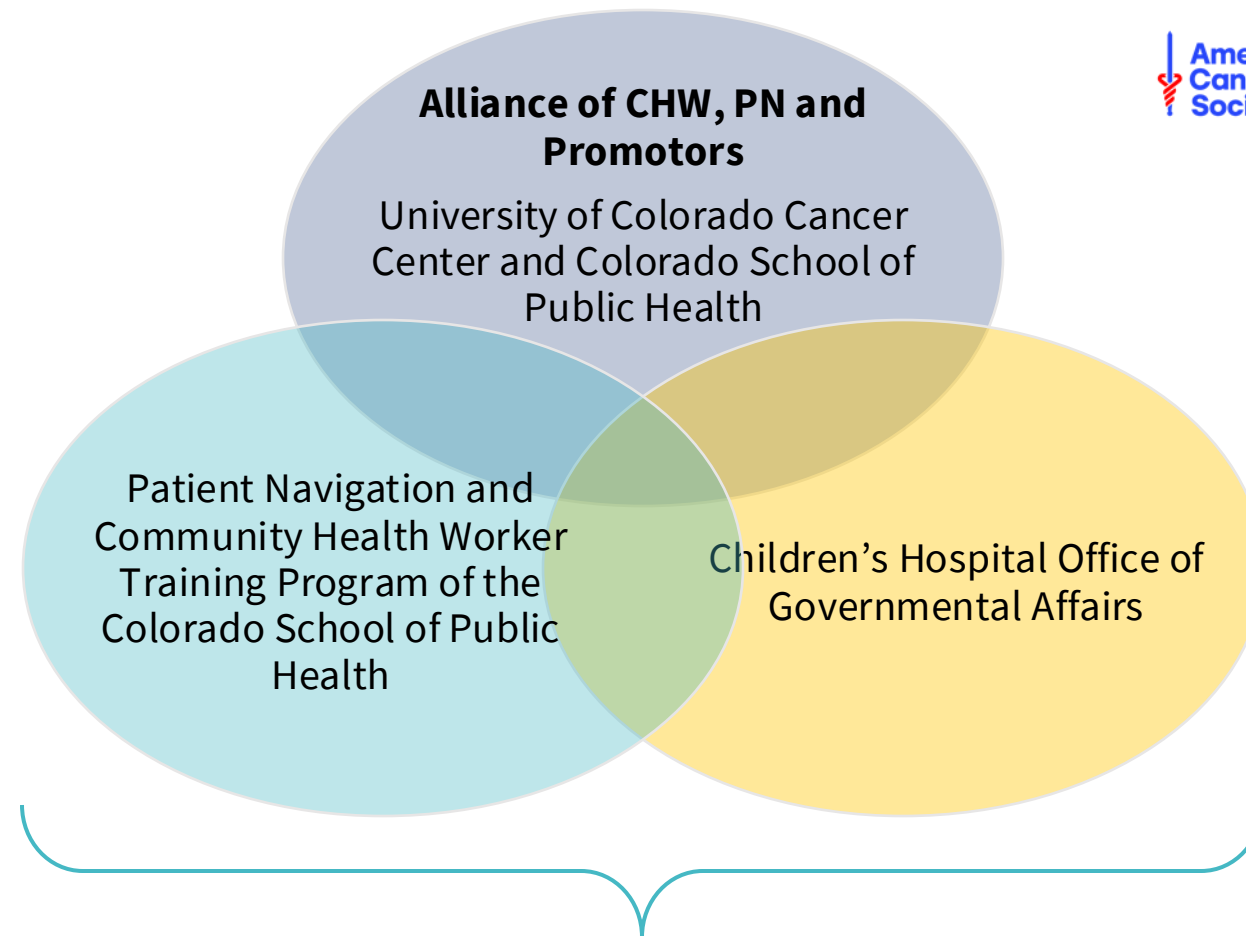 Alliance of CHW, PN and
Promotors
University of Colorado Cancer
Center and Colorado School of
Public Health
Patient Navigation and
Community Health Worker
Training Program of the
Colorado School of Public
Health
Children’s Hospital Office of
Governmental Affairs